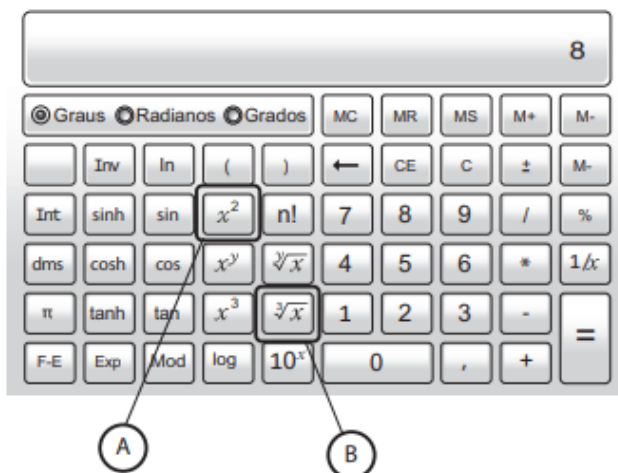 8
Graus Radianos Grados MC MR MS M+ M-
Inv ln ( ) ← CE C ± M-
Int sinh sin x² n! 7 8 9 / %
dms cosh cos xʸ ʸ√x 4 5 6 * 1/x
π tanh tan x³ ³√x 1 2 3 - =
F-E Exp Mod log 10ˣ 0 , +
A B